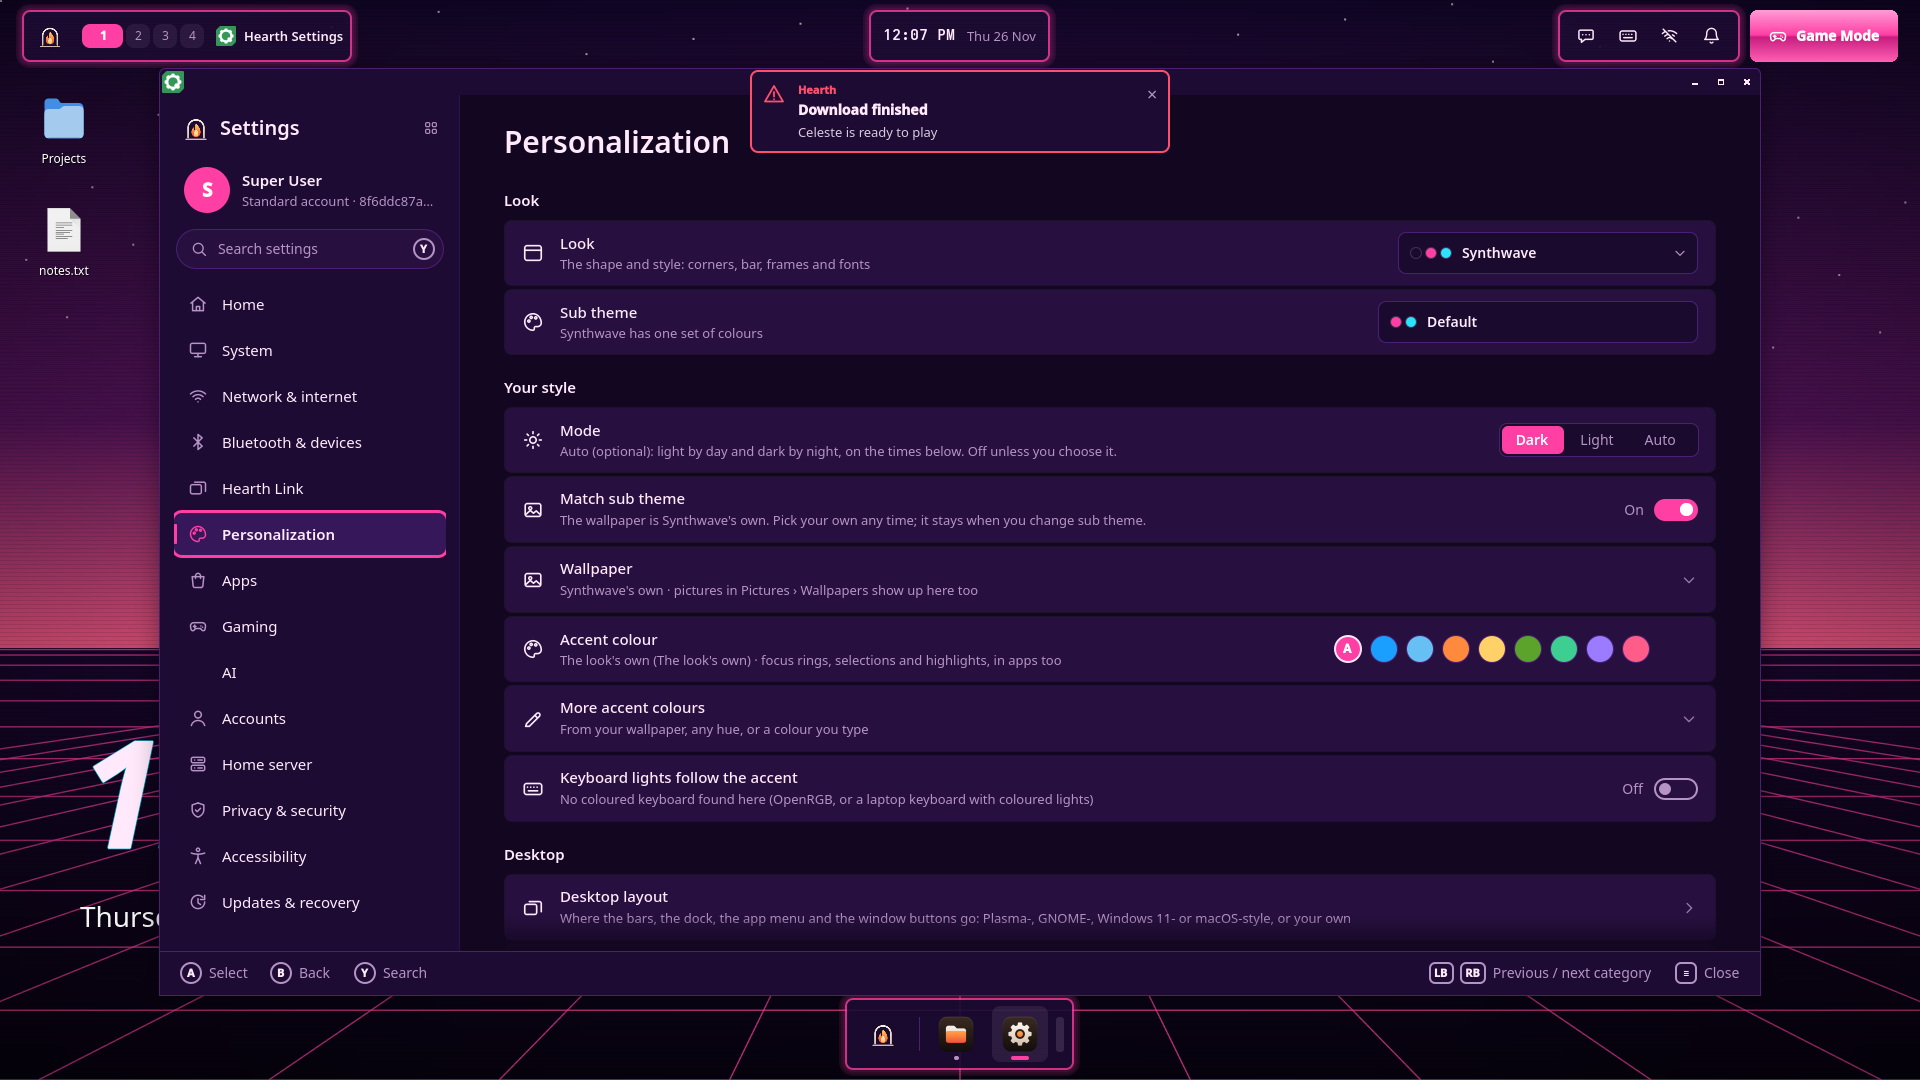 1
2
3
4
Hearth Settings
12:07 PM
Thu 26 Nov
Game Mode
Projects
notes.txt
Hearth
Download finished
Celeste is ready to play
Settings
S
Super User
Standard account · 8f6ddc87a...
Search settings
Y
Home
System
Network & internet
Bluetooth & devices
Hearth Link
Personalization
Apps
Gaming
AI
Accounts
Home server
Privacy & security
Accessibility
Updates & recovery
Personalization
Look
Look
The shape and style: corners, bar, frames and fonts
Synthwave
Sub theme
Synthwave has one set of colours
Default
Your style
Mode
Auto (optional): light by day and dark by night, on the times below. Off unless you choose it.
Dark
Light
Auto
Match sub theme
The wallpaper is Synthwave's own. Pick your own any time; it stays when you change sub theme.
On
Wallpaper
Synthwave's own · pictures in Pictures › Wallpapers show up here too
Accent colour
The look's own (The look's own) · focus rings, selections and highlights, in apps too
A
More accent colours
From your wallpaper, any hue, or a colour you type
Keyboard lights follow the accent
No coloured keyboard found here (OpenRGB, or a laptop keyboard with coloured lights)
Off
Desktop
Desktop layout
Where the bars, the dock, the app menu and the window buttons go: Plasma-, GNOME-, Windows 11- or macOS-style, or your own
1
A Select
B Back
Y Search
LB RB Previous / next category
Close